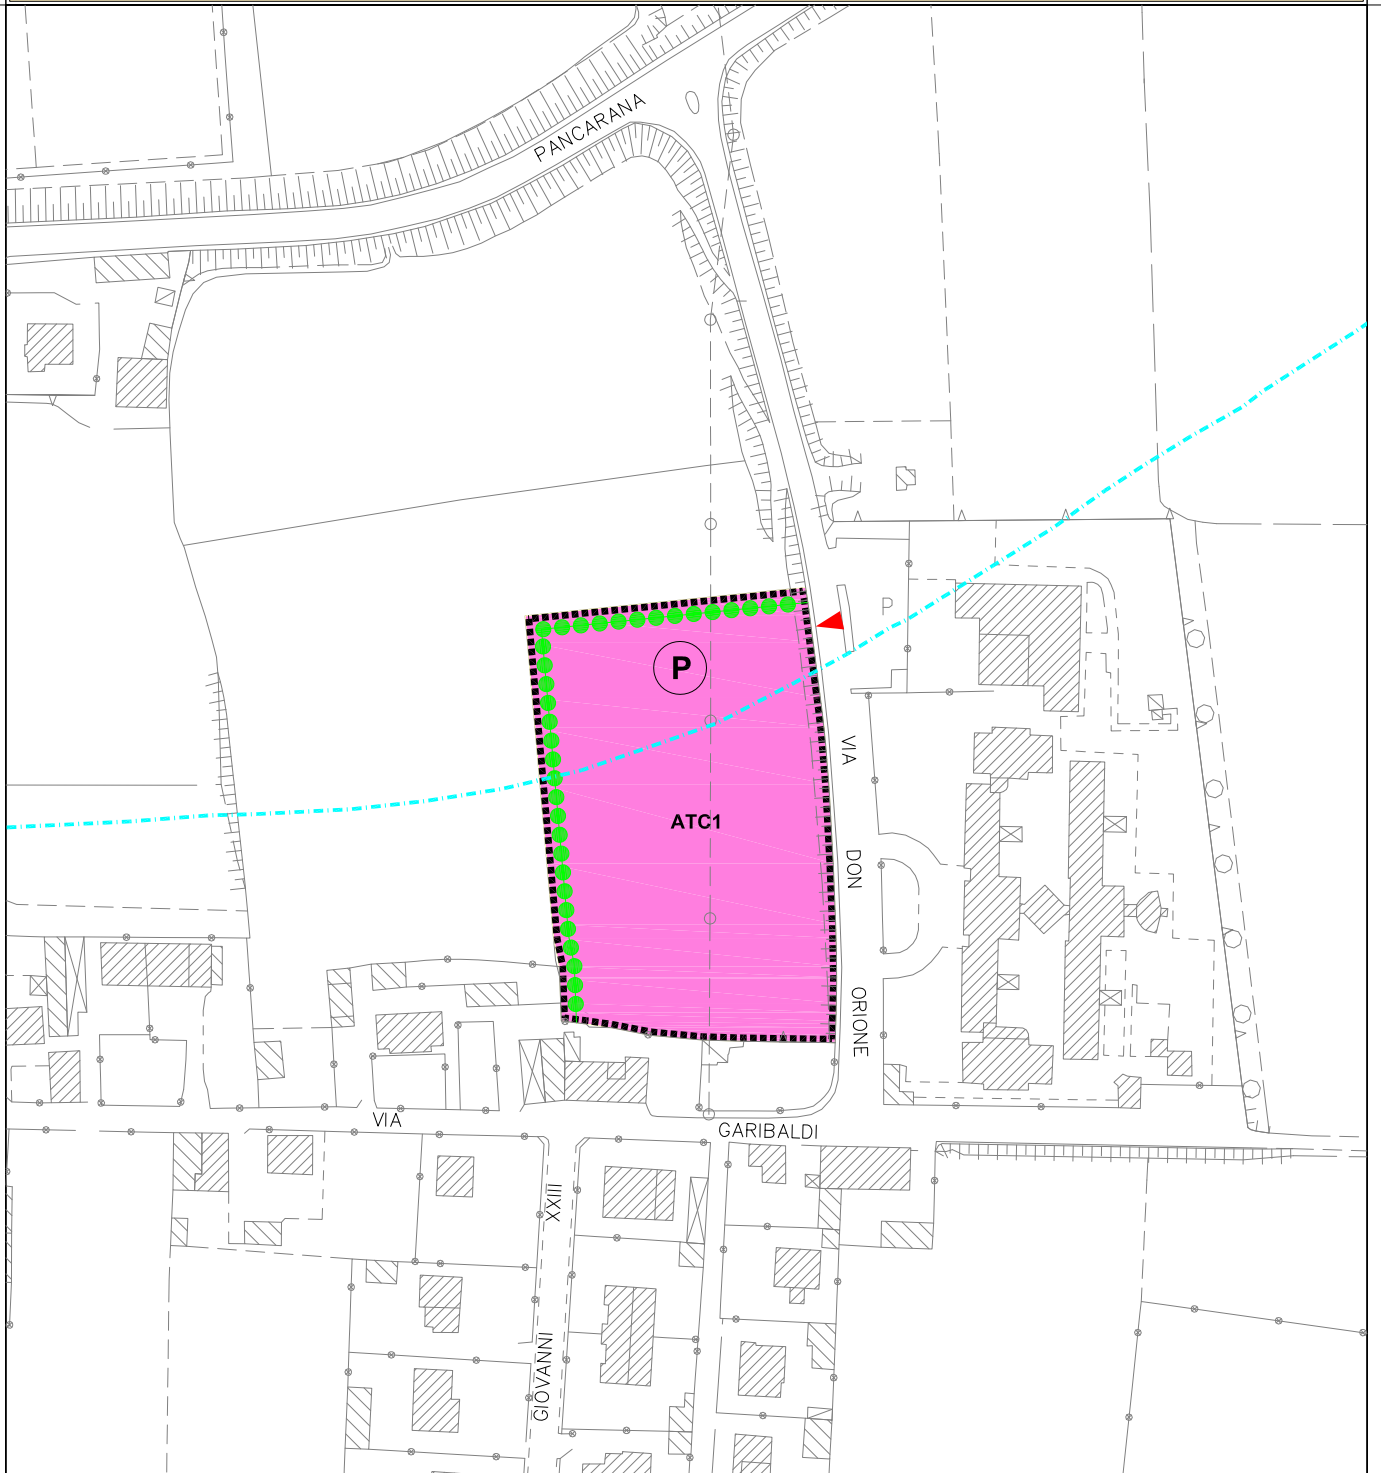 PANCARANA
P
P
VIA
ATC1
DON
ORIONE
VIA
GARIBALDI
XXIII
GIOVANNI